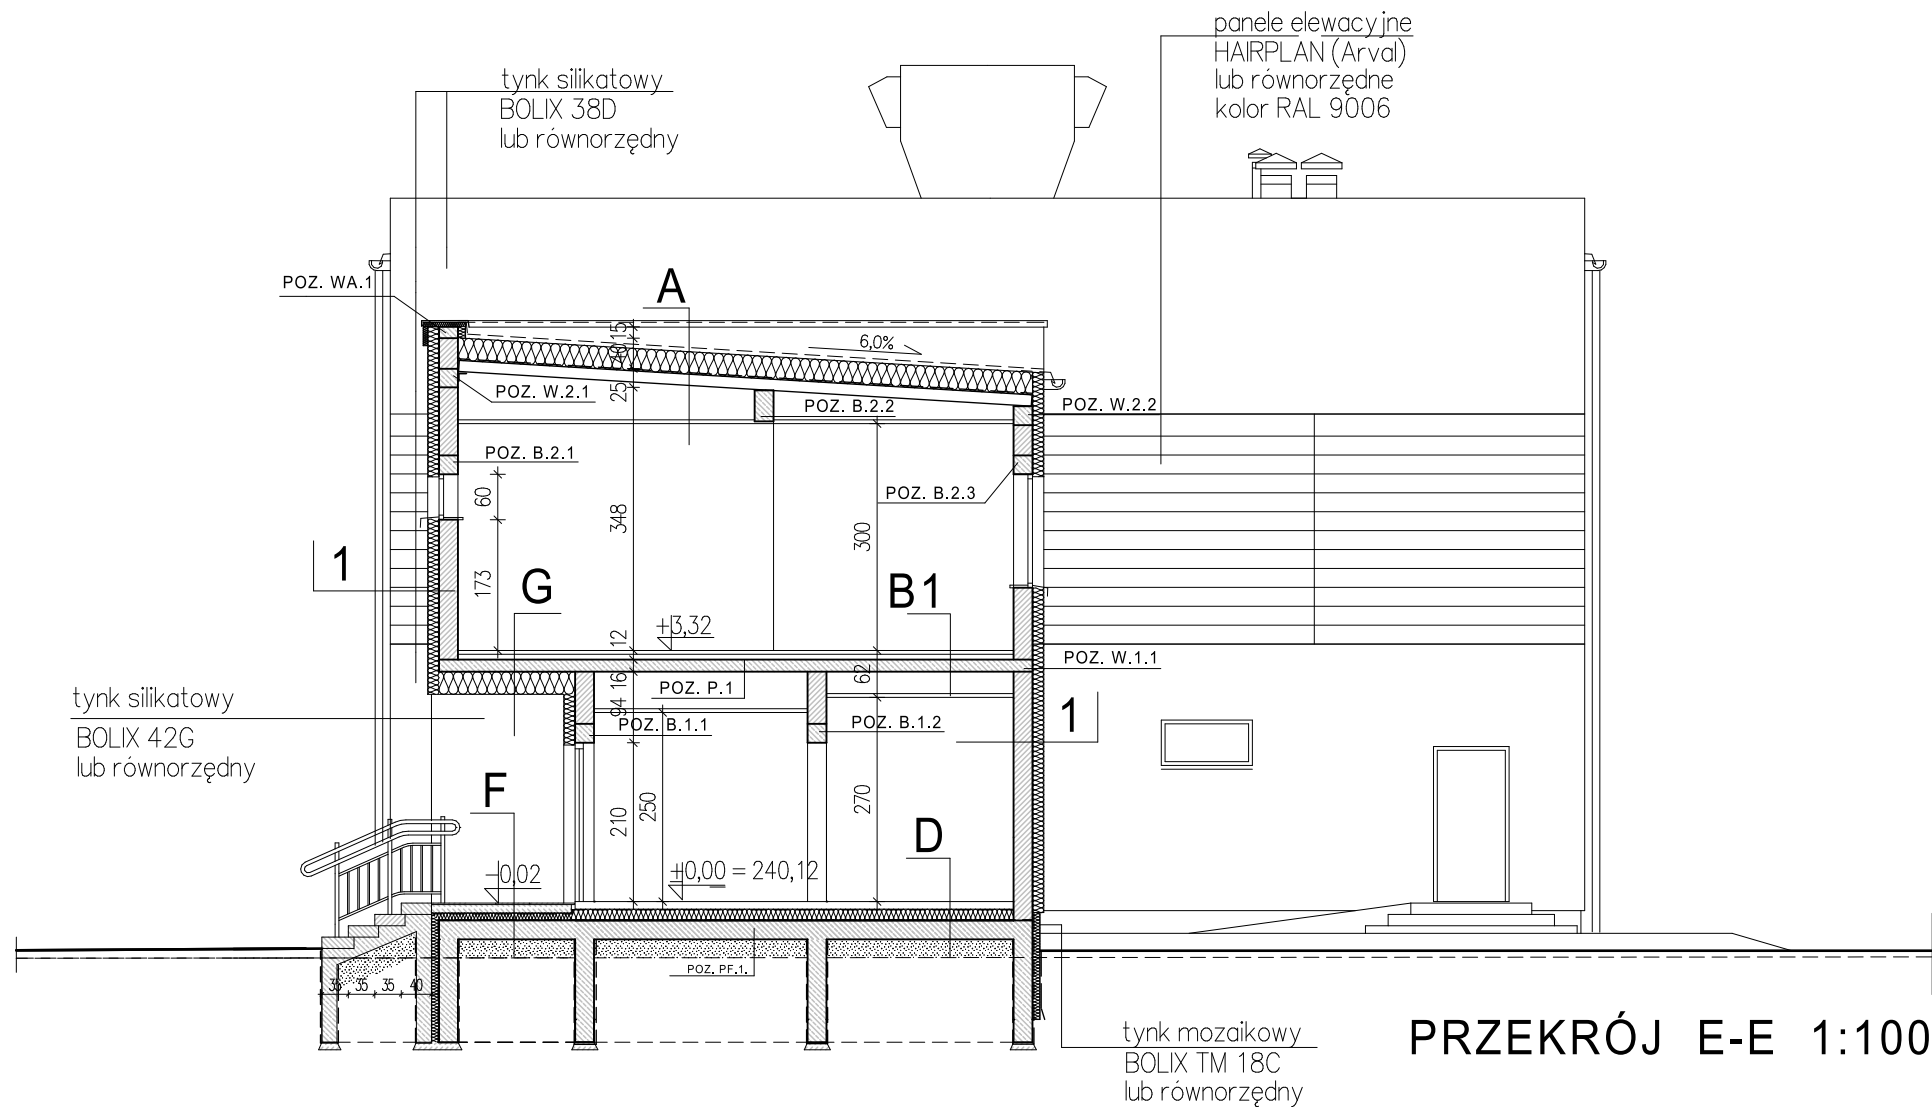 panele elewacyjne
HAIRPLAN (Arval)
lub równorzędne
kolor RAL 9006
tynk silikatowy
BOLIX 38D
lub równorzędny
POZ. WA.1
A
15
6,0%
25
POZ. W.2.1
POZ. B.2.2
POZ. W.2.2
POZ. B.2.1
POZ. B.2.3
60
348
300
1
173
G
B1
+3,32
12
62
POZ. W.1.1
16
POZ. P.1
94
tynk silikatowy
BOLIX 42G
lub równorzędny
POZ. B.1.1
POZ. B.1.2
1
F
210
250
270
D
-0,02
±0,00 = 240,12
POZ. PF.1.
35
35
35
40
tynk mozaikowy
BOLIX TM 18C
lub równorzędny
PRZEKRÓJ E-E 1:100